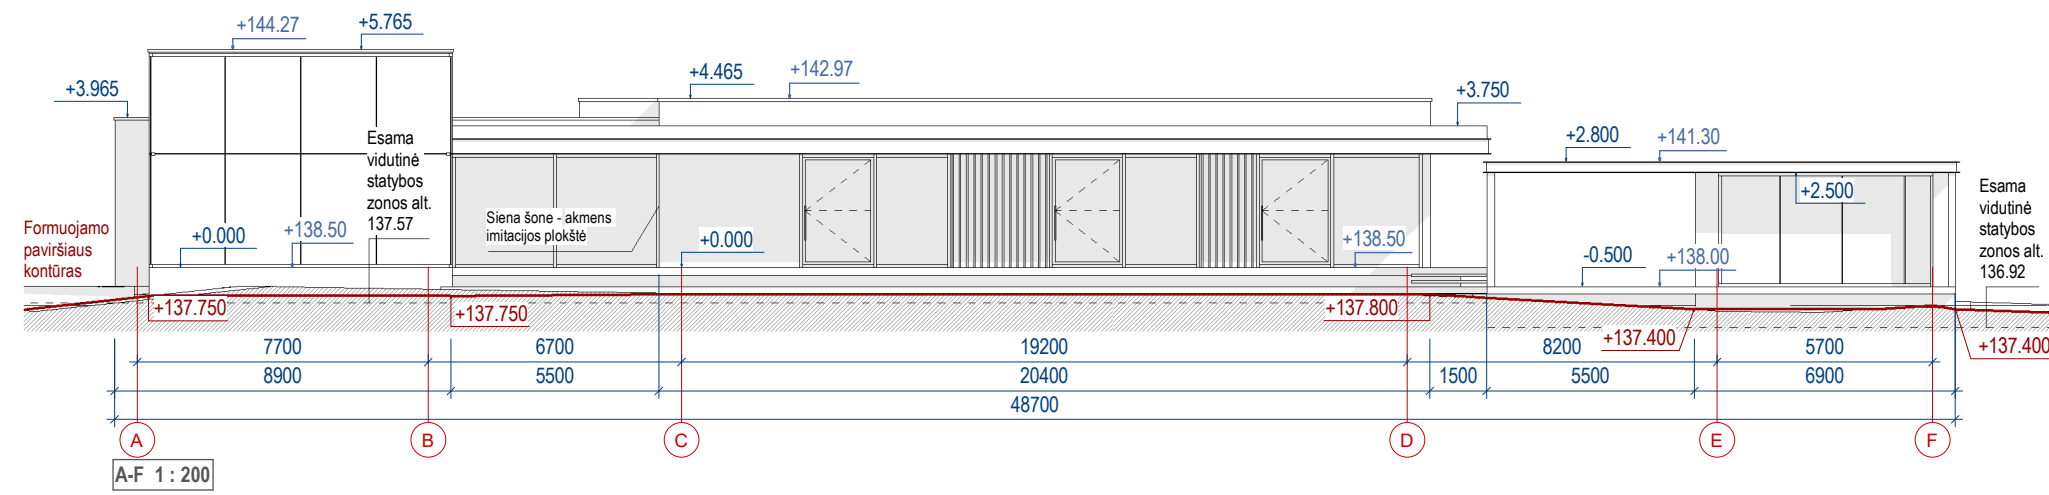 +144.27
+5.765
+3.965
+4.465
+142.97
+3.750
+2.800
+141.30
+2.500
Esama
vidutinė
statybos
zonos alt.
137.57
Siena šone - akmens
imitacijos plokštė
Formuojamo
paviršiaus
kontūras
+0.000
+138.50
+0.000
+138.50
-0.500
+138.00
Esama
vidutinė
statybos
zonos alt.
136.92
+137.750
+137.750
+137.800
+137.400
+137.400
7700
6700
19200
8200
5700
8900
5500
20400
1500
5500
6900
48700
A
B
C
D
E
F
A-F 1 : 200